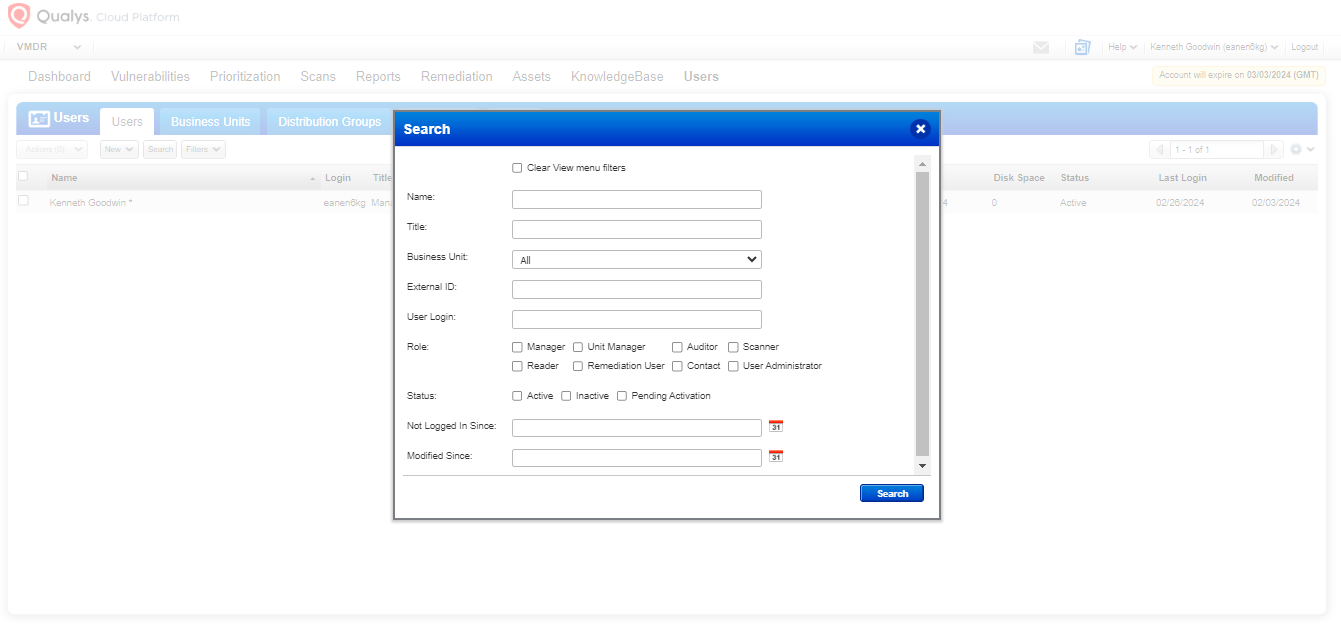 Qualys. Cloud Platform
VMDR
Help
Kenneth Goodwin (eanen6kg)
Logout
Dashboard Vulnerabilities Prioritization Scans Reports Remediation Assets KnowledgeBase Users
Account will expire on 03/03/2024 (GMT)
Users Users Business Units Distribution Groups
Actions (0) New Search Filters
1 - 1 of 1
Name Login Title Disk Space Status Last Login Modified
Kenneth Goodwin * eanen6kg Man 4 0 Active 02/26/2024 02/03/2024
Search
Clear View menu filters
Name:
Title:
Business Unit: All
External ID:
User Login:
Role: Manager Unit Manager Auditor Scanner
Reader Remediation User Contact User Administrator
Status: Active Inactive Pending Activation
Not Logged In Since: 31
Modified Since: 31
Search